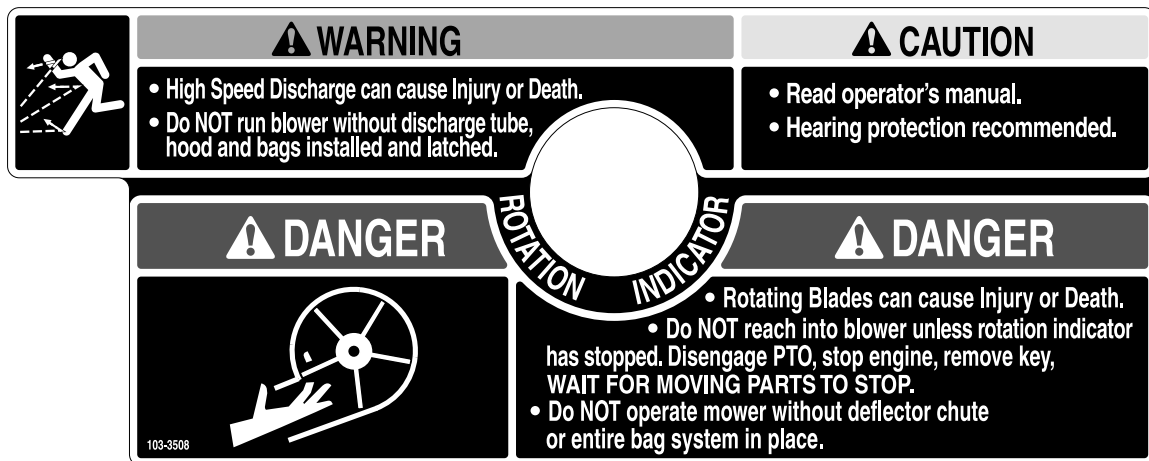 WARNING
• High Speed Discharge can cause Injury or Death.
• Do NOT run blower without discharge tube,
hood and bags installed and latched.
CAUTION
• Read operator's manual.
• Hearing protection recommended.
ROTATION INDICATOR
DANGER
103-3508
DANGER
• Rotating Blades can cause Injury or Death.
• Do NOT reach into blower unless rotation indicator
has stopped. Disengage PTO, stop engine, remove key,
WAIT FOR MOVING PARTS TO STOP.
• Do NOT operate mower without deflector chute
or entire bag system in place.